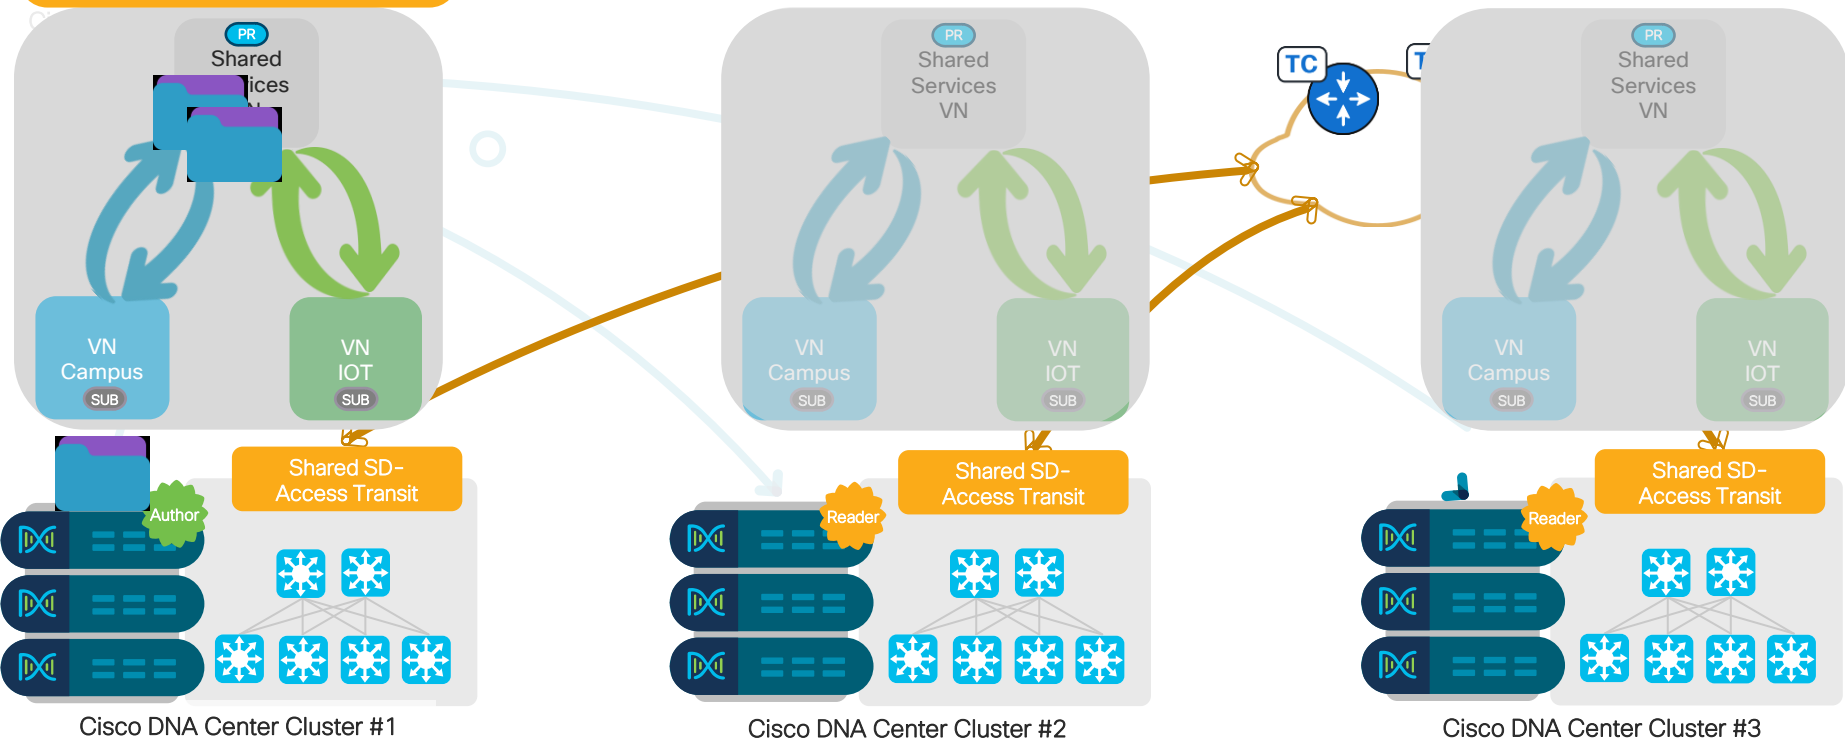 PR
Shared
ices
VN
Campus
SUB
VN
IOT
SUB
PR
Shared
Services
VN
VN
Campus
SUB
VN
IOT
SUB
TC
PR
Shared
Services
VN
VN
Campus
SUB
VN
IOT
SUB
Author
Shared SD-
Access Transit
Cisco DNA Center Cluster #1
Reader
Shared SD-
Access Transit
Cisco DNA Center Cluster #2
Reader
Shared SD-
Access Transit
Cisco DNA Center Cluster #3